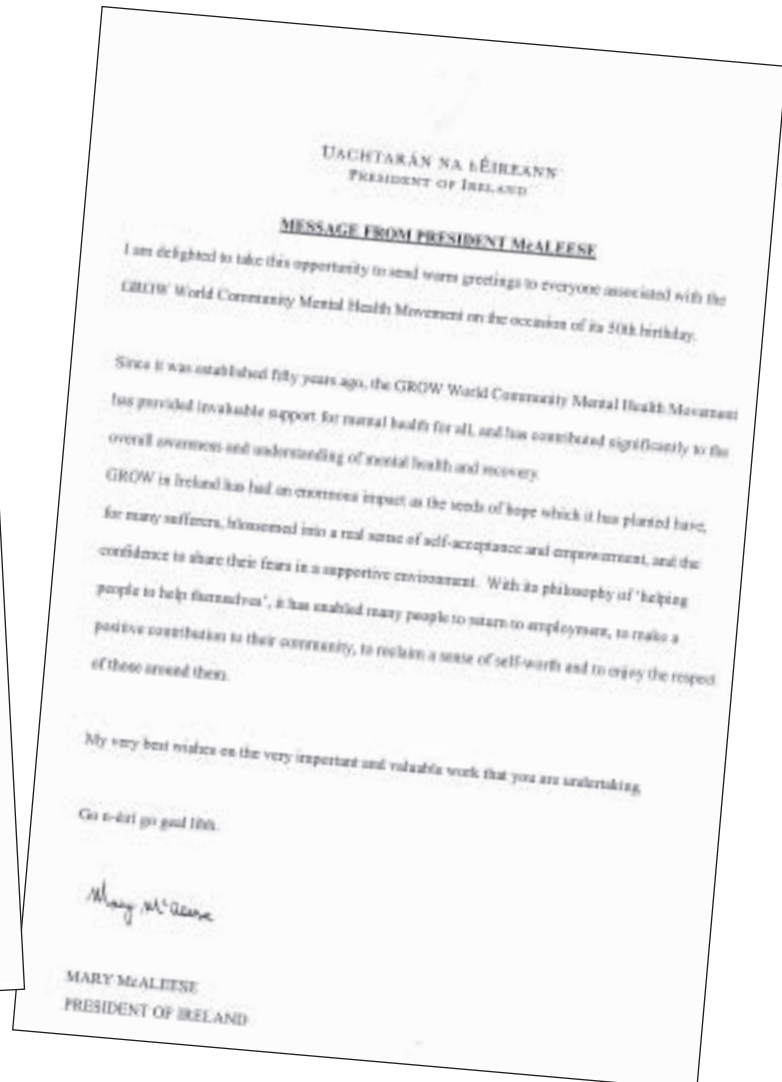 UACHTARÁN NA hÉIREANN
PRESIDENT OF IRELAND
MESSAGE FROM PRESIDENT McALEESE
I am delighted to take this opportunity to send warm greetings to everyone associated with the
GROW World Community Mental Health Movement on the occasion of its 50th birthday.
Since it was established fifty years ago, the GROW World Community Mental Health Movement
has provided invaluable support for mental health for all, and has contributed significantly to the
overall awareness and understanding of mental health and recovery.
GROW in Ireland has had an enormous impact as the seeds of hope which it has planted have,
for many sufferers, blossomed into a real sense of self-acceptance and empowerment, and the
confidence to share their fears in a supportive environment. With its philosophy of 'helping
people to help themselves', it has enabled many people to return to employment, to make a
positive contribution to their community, to reclaim a sense of self-worth and to enjoy the respect
of those around them.
My very best wishes on the very important and valuable work that you are undertaking.
Go n-éirí go geal libh.
Mary McAleese
MARY McALEESE
PRESIDENT OF IRELAND